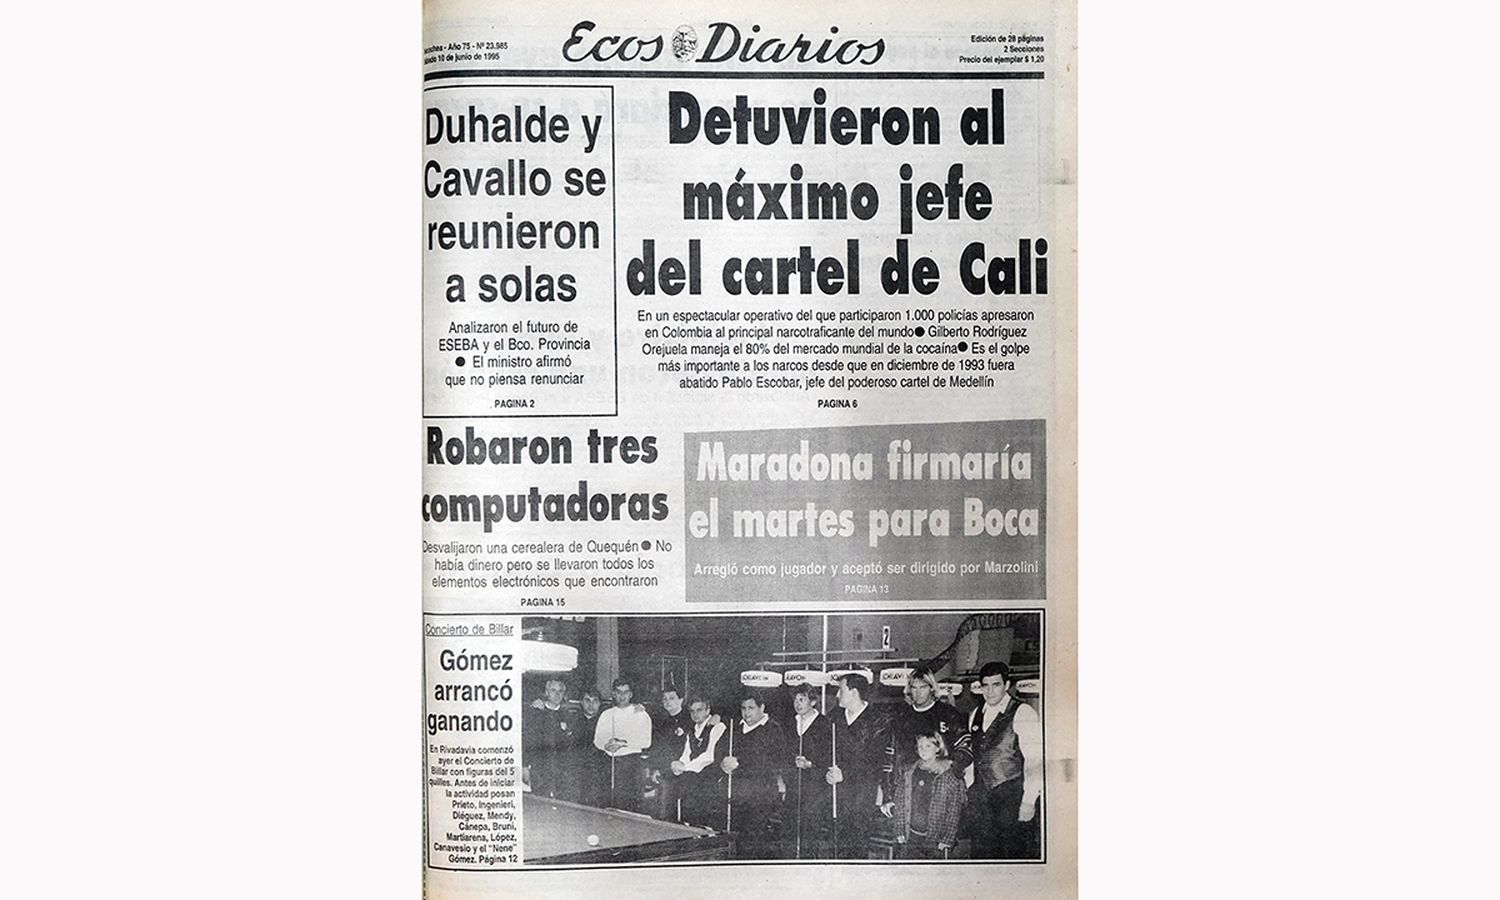 Ecos Diarios
Año 75 - Nº 23.985
10 de junio de 1995
Edición de 28 páginas
2 Secciones
Precio del ejemplar $ 1,20
Duhalde y
Cavallo se
reunieron
a solas
Analizaron el futuro de
ESEBA y el Bco. Provincia
● El ministro afirmó
que no piensa renunciar
PAGINA 2
Detuvieron al
máximo jefe
del cartel de Cali
En un espectacular operativo del que participaron 1.000 policías apresaron
en Colombia al principal narcotraficante del mundo● Gilberto Rodríguez
Orejuela maneja el 80% del mercado mundial de la cocaína● Es el golpe
más importante a los narcos desde que en diciembre de 1993 fuera
abatido Pablo Escobar, jefe del poderoso cartel de Medellín
PAGINA 6
Robaron tres
computadoras
Desvalijaron una cerealera de Quequén● No
había dinero pero se llevaron todos los
elementos electrónicos que encontraron
PAGINA 15
Maradona firmaría
el martes para Boca
Arregló como jugador y aceptó ser dirigido por Marzolini
PAGINA 13
Concierto de Billar
Gómez
arrancó
ganando
En Rivadavia comenzó
ayer el Concierto de
Billar con figuras del 5
quilles. Antes de iniciar
la actividad posan
Prieto, Ingenieri,
Diéguez, Mendy,
Cánepa, Bruni,
Martiarena, López,
Canavesio y el "Nene"
Gómez. Página 12
2